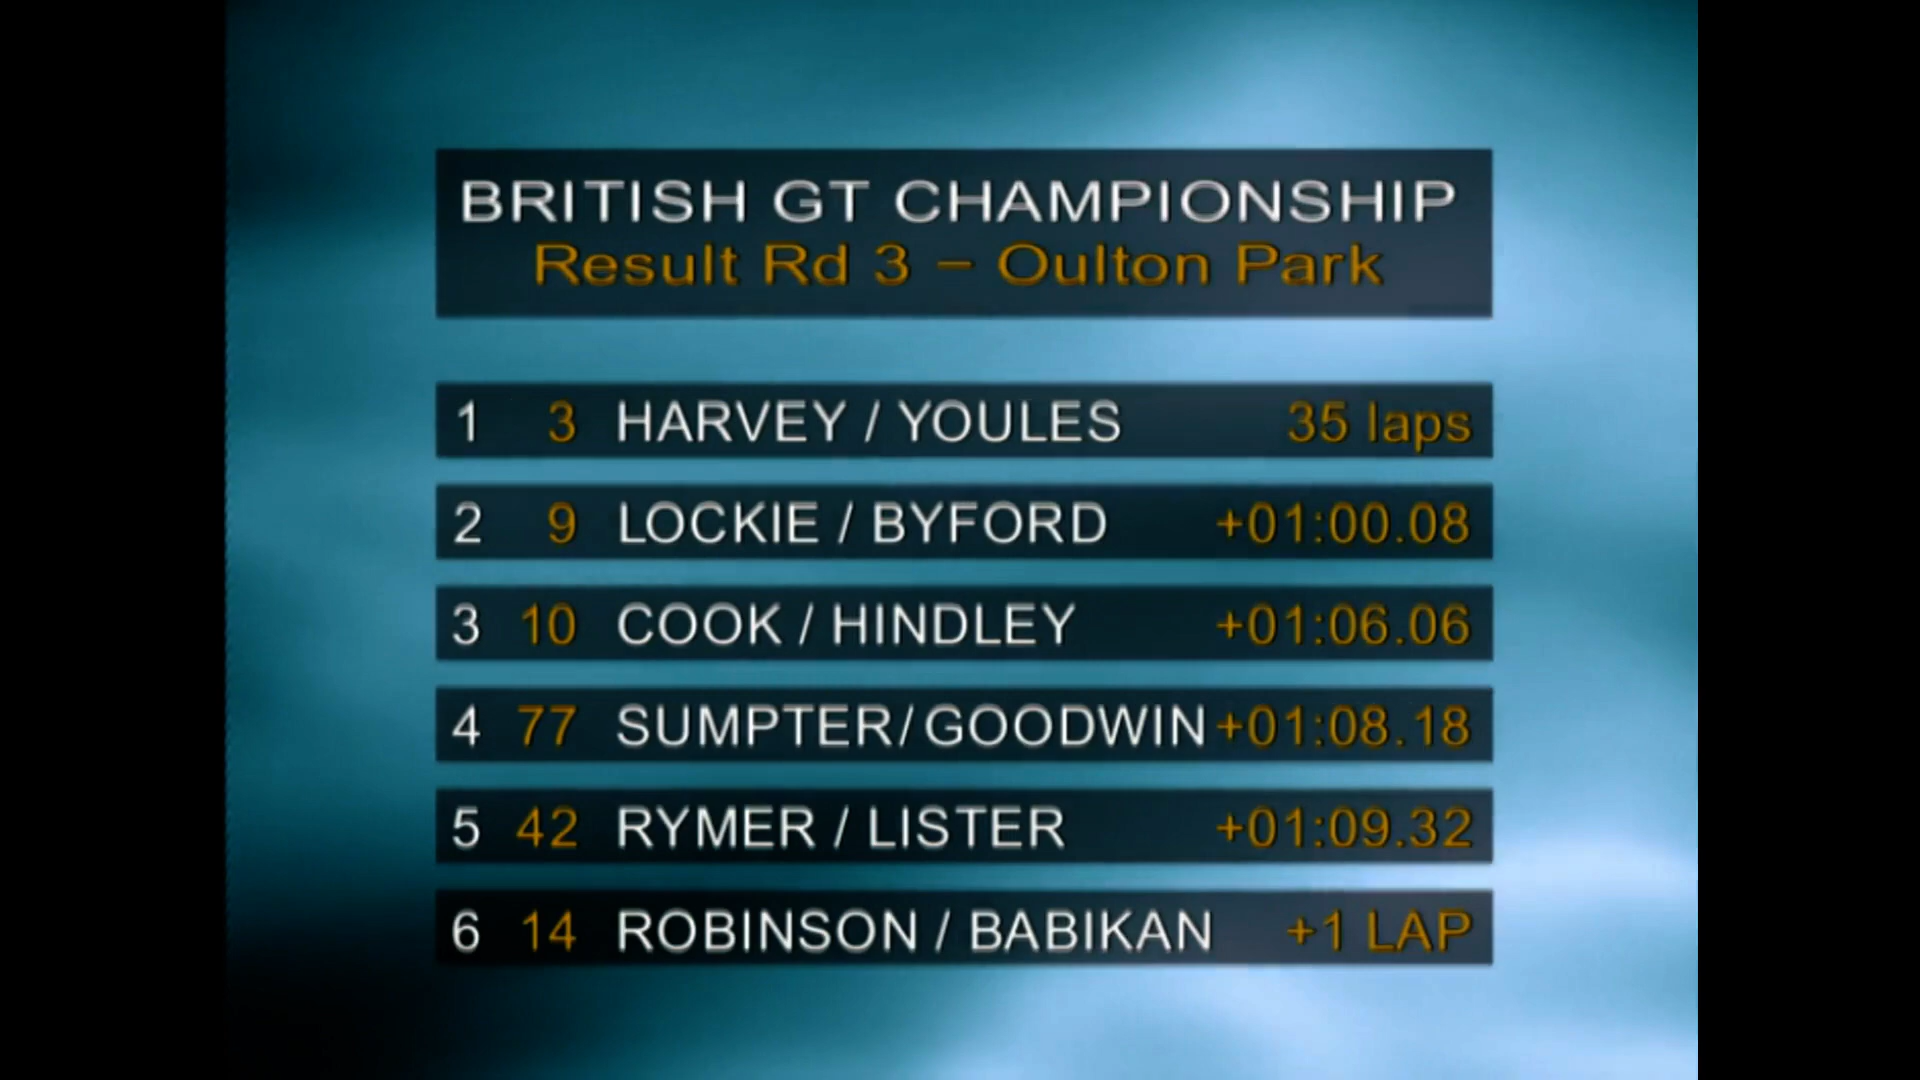 BRITISH GT CHAMPIONSHIP
Result Rd 3 – Oulton Park
1 3 HARVEY / YOULES 35 laps
2 9 LOCKIE / BYFORD +01:00.08
3 10 COOK / HINDLEY +01:06.06
4 77 SUMPTER/GOODWIN +01:08.18
5 42 RYMER / LISTER +01:09.32
6 14 ROBINSON / BABIKAN +1 LAP